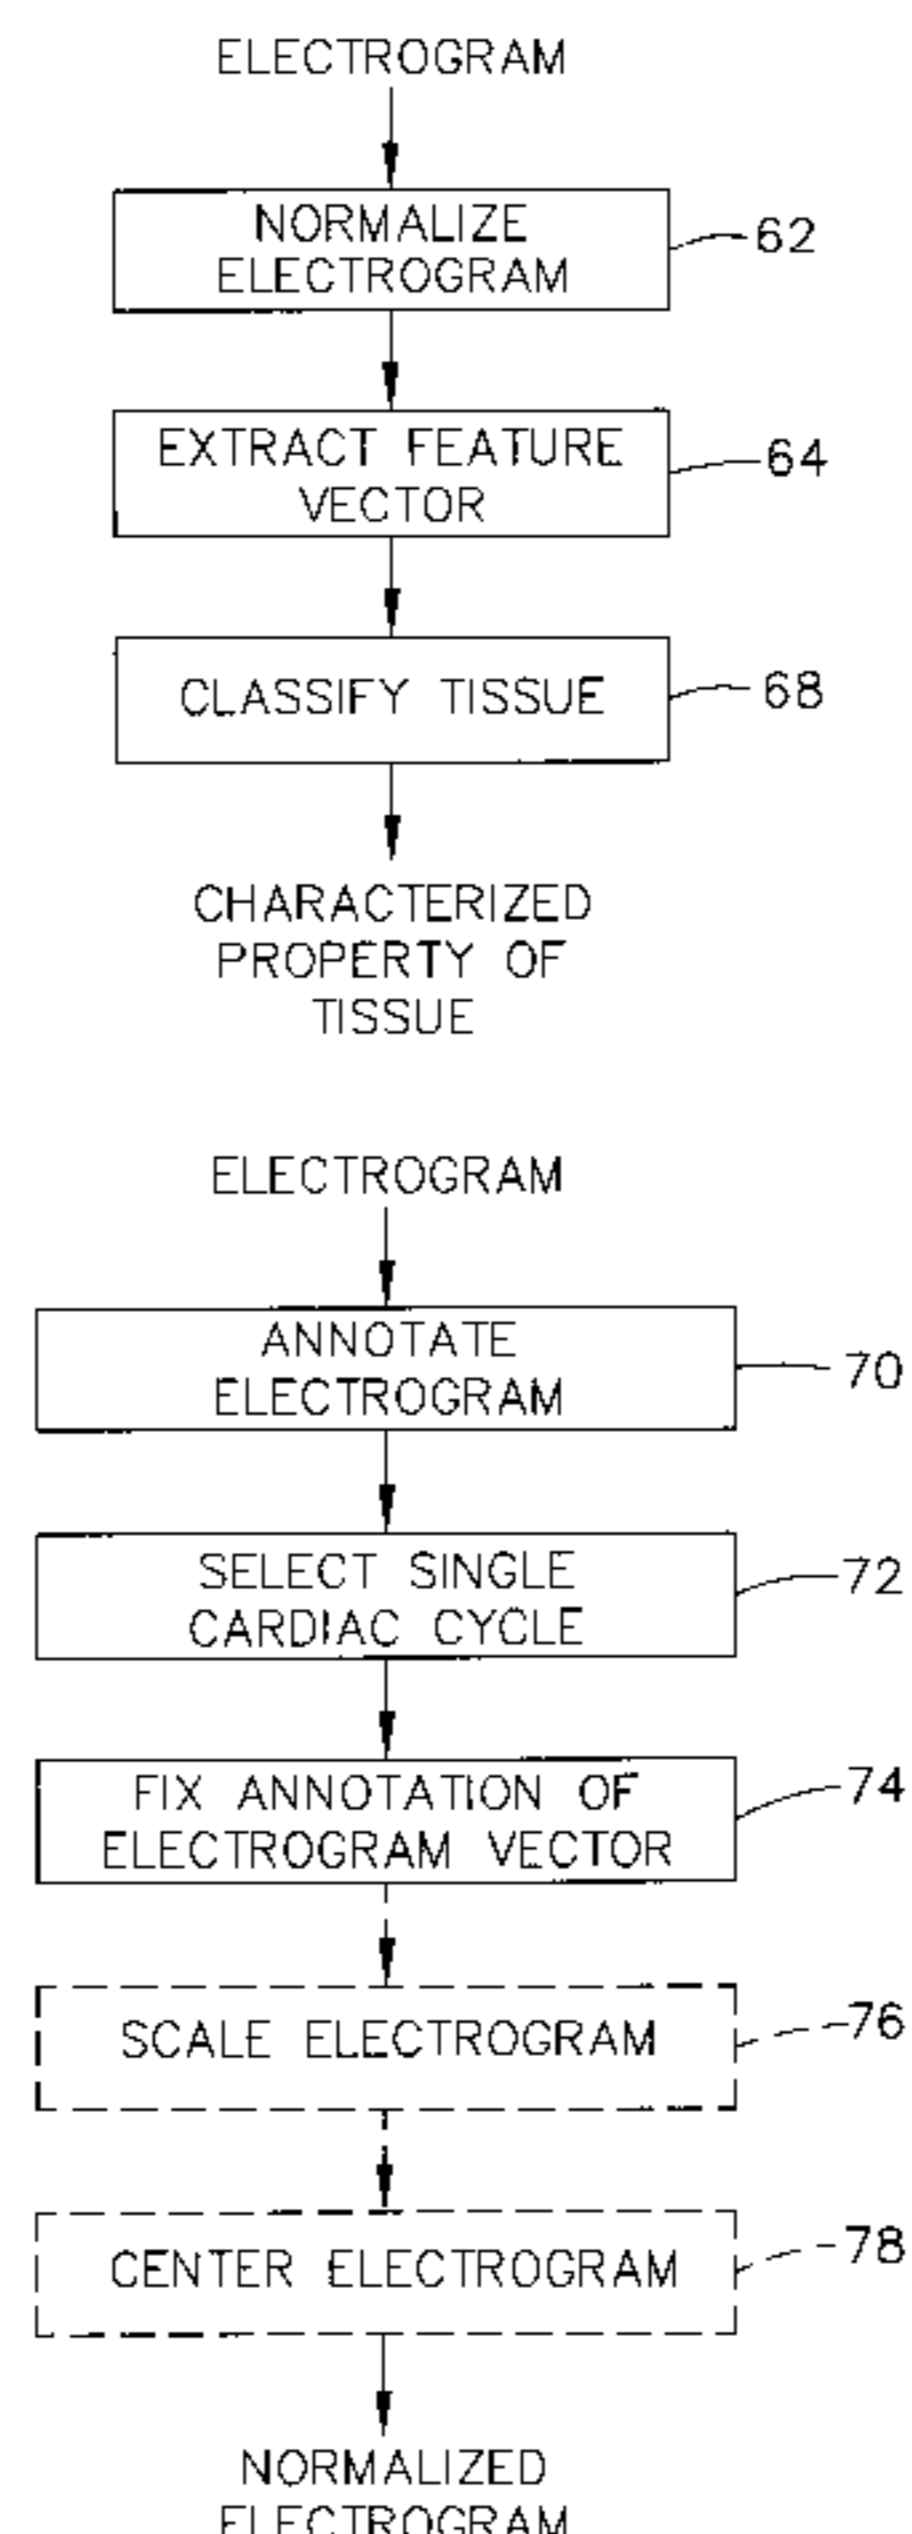 ELECTROGRAM
NORMALIZE
ELECTROGRAM
62
EXTRACT FEATURE
VECTOR
64
CLASSIFY TISSUE
68
CHARACTERIZED
PROPERTY OF
TISSUE
ELECTROGRAM
ANNOTATE
ELECTROGRAM
70
SELECT SINGLE
CARDIAC CYCLE
72
FIX ANNOTATION OF
ELECTROGRAM VECTOR
74
SCALE ELECTROGRAM
76
CENTER ELECTROGRAM
78
NORMALIZED
ELECTROGRAM